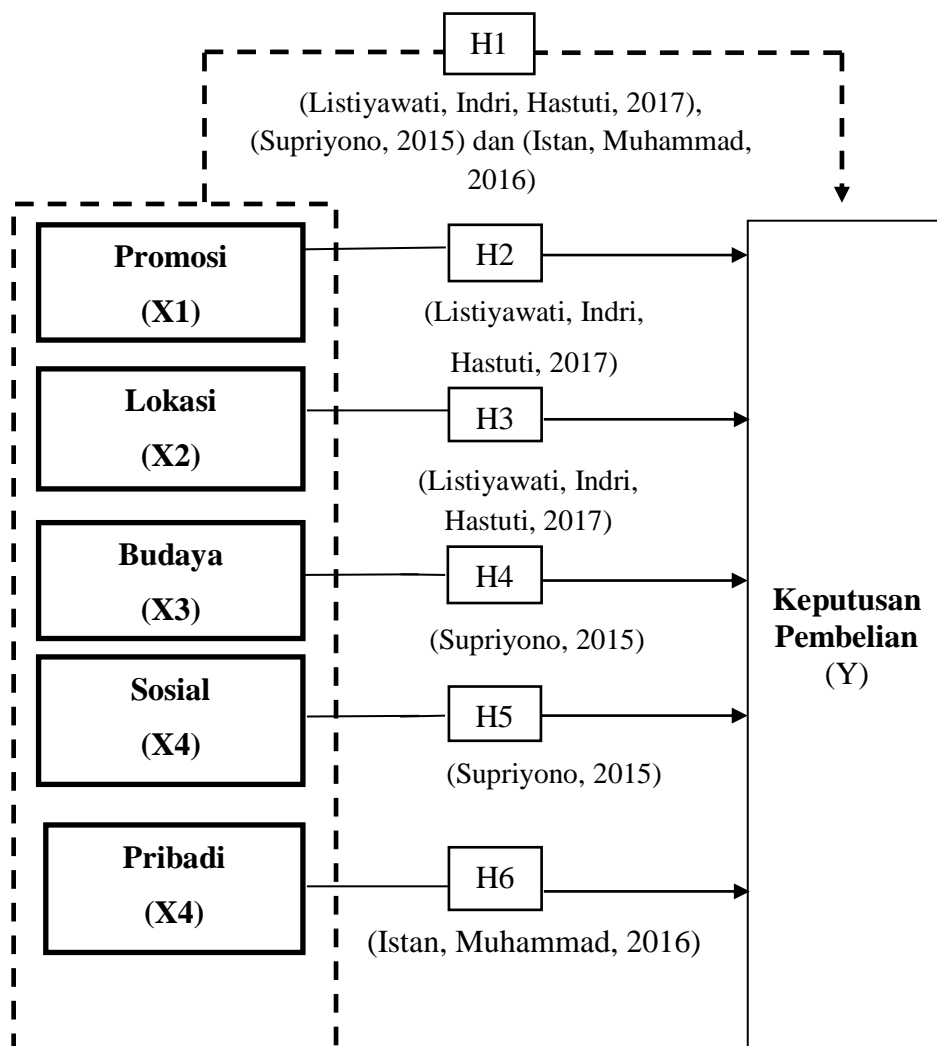 H1
(Listiyawati, Indri, Hastuti, 2017),
(Supriyono, 2015) dan (Istan, Muhammad,
2016)
Promosi
(X1)
H2
(Listiyawati, Indri,
Hastuti, 2017)
Lokasi
(X2)
H3
(Listiyawati, Indri,
Hastuti, 2017)
Budaya
(X3)
H4
(Supriyono, 2015)
Sosial
(X4)
H5
(Supriyono, 2015)
Pribadi
(X4)
H6
(Istan, Muhammad, 2016)
Keputusan
Pembelian
(Y)